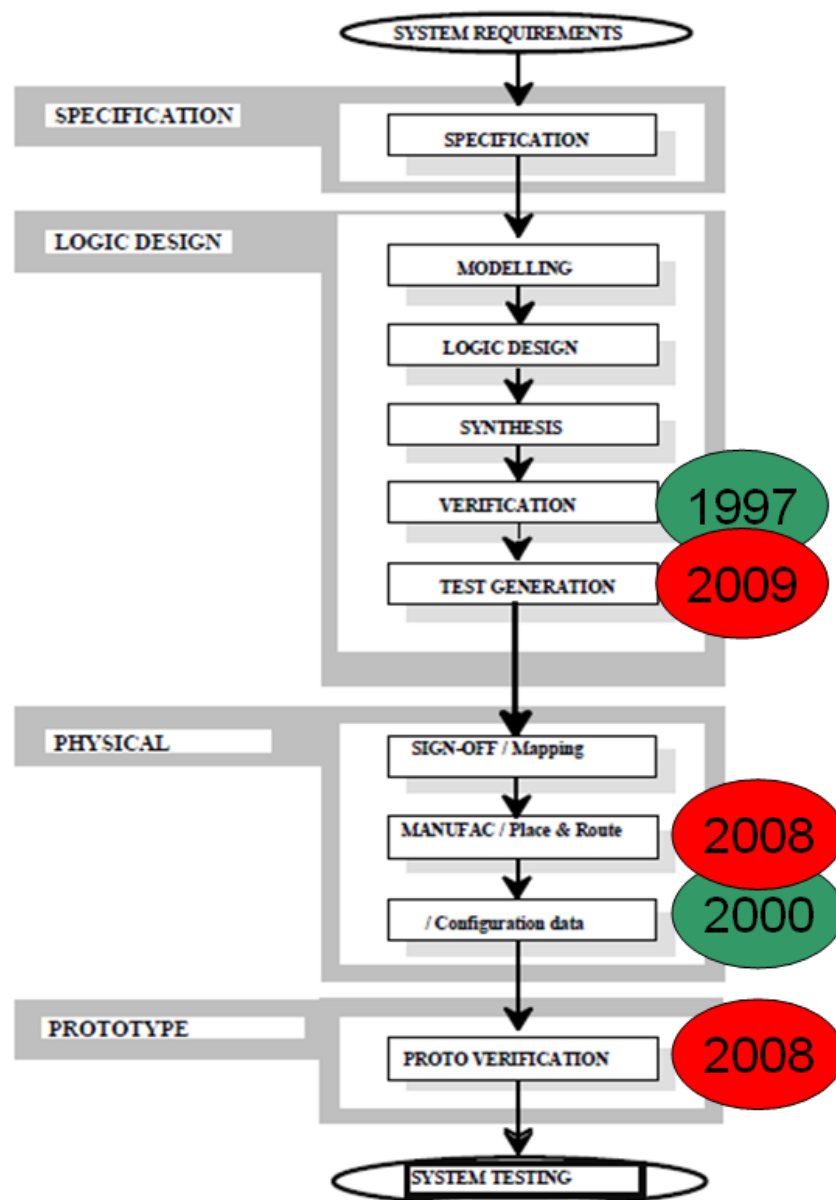 SYSTEM REQUIREMENTS
SPECIFICATION
SPECIFICATION
LOGIC DESIGN
MODELLING
LOGIC DESIGN
SYNTHESIS
VERIFICATION
1997
TEST GENERATION
2009
PHYSICAL
SIGN-OFF / Mapping
MANUFAC / Place & Route
2008
/ Configuration data
2000
PROTOTYPE
PROTO VERIFICATION
2008
SYSTEM TESTING